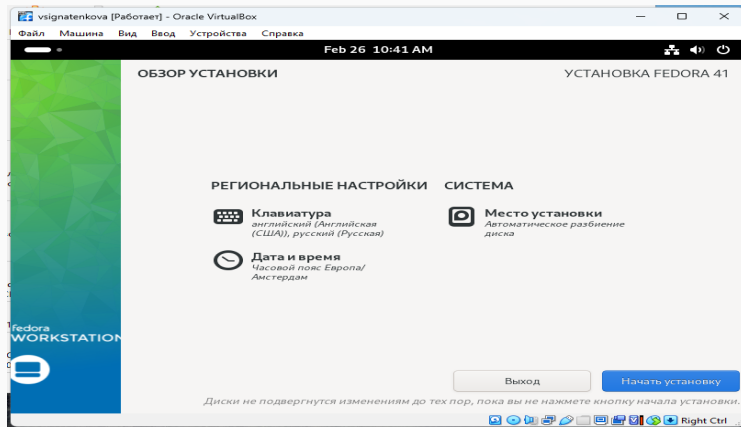 vsignatenkova [Работает] - Oracle VirtualBox
Файл Машина Вид Ввод Устройства Справка
Feb 26 10:41 AM
ОБЗОР УСТАНОВКИ
УСТАНОВКА FEDORA 41
РЕГИОНАЛЬНЫЕ НАСТРОЙКИ
СИСТЕМА
Клавиатура
английский (Английская
(США)), русский (Русская)
Место установки
Автоматическое разбиение
диска
Дата и время
Часовой пояс Европа/
Амстердам
fedora
WORKSTATION
Выход
Начать установку
Диски не подвергнутся изменениям до тех пор, пока вы не нажмете кнопку начала установки.
Right Ctrl